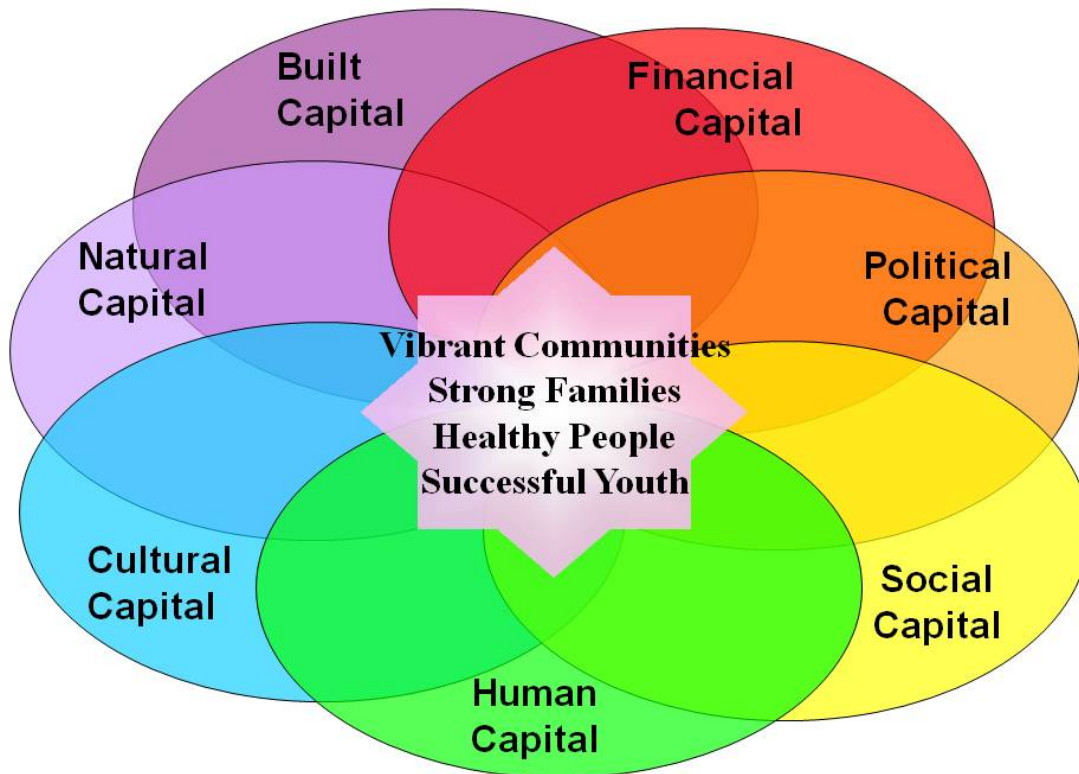 Built
Capital
Financial
Capital
Natural
Capital
Political
Capital
Vibrant Communities
Strong Families
Healthy People
Successful Youth
Cultural
Capital
Social
Capital
Human
Capital